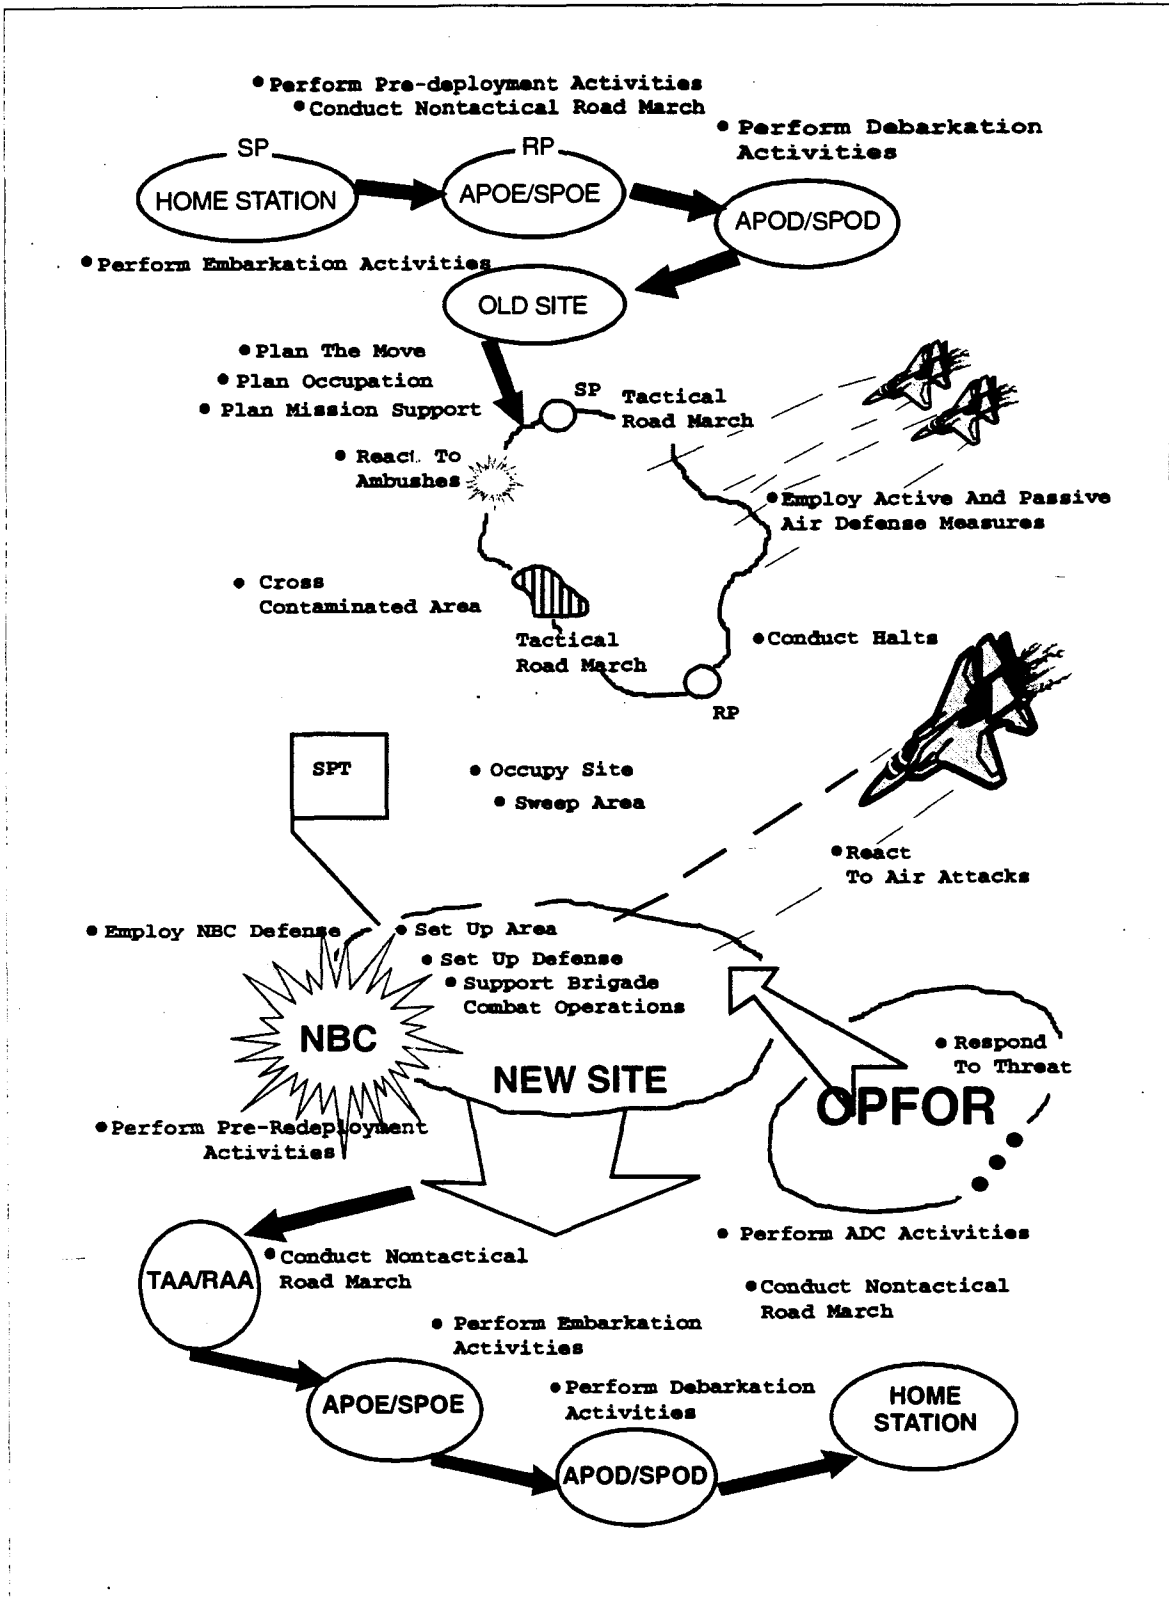 • Perform Pre-deployment Activities
• Conduct Nontactical Road March
• Perform Debarkation
Activities
SP
RP
HOME STATION
APOE/SPOE
APOD/SPOD
• Perform Embarkation Activities
OLD SITE
• Plan The Move
• Plan Occupation
• Plan Mission Support
SP
Tactical
Road March
• React To
Ambushes
• Employ Active And Passive
Air Defense Measures
• Cross
Contaminated Area
Tactical
Road March
• Conduct Halts
RP
SPT
• Occupy Site
• Sweep Area
• React
To Air Attacks
• Employ NBC Defense
• Set Up Area
• Set Up Defense
• Support Brigade
Combat Operations
NBC
NEW SITE
• Respond
To Threat
OPFOR
• Perform Pre-Redeployment
Activities
• Perform ADC Activities
TAA/RAA
• Conduct Nontactical
Road March
• Conduct Nontactical
Road March
• Perform Embarkation
Activities
APOE/SPOE
• Perform Debarkation
Activities
HOME
STATION
APOD/SPOD